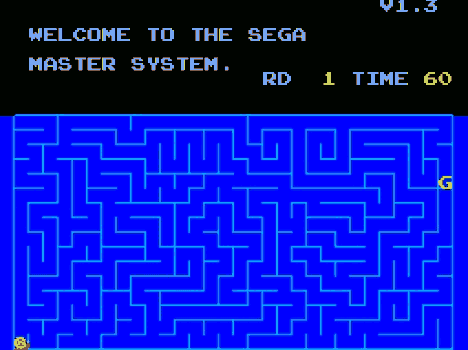 V1.3
WELCOME TO THE SEGA
MASTER SYSTEM.
RD 1 TIME 60
G